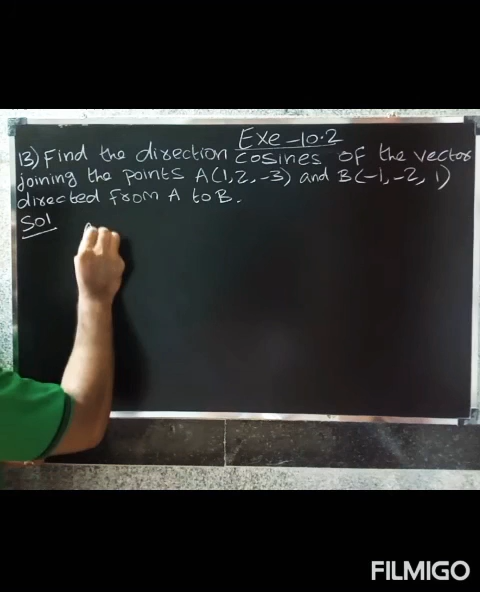 Exe-10.2
13) Find the direction cosines of the vector
joining the points A(1,2,-3) and B(-1,-2,1)
directed from A to B.
Sol
FILMIGO